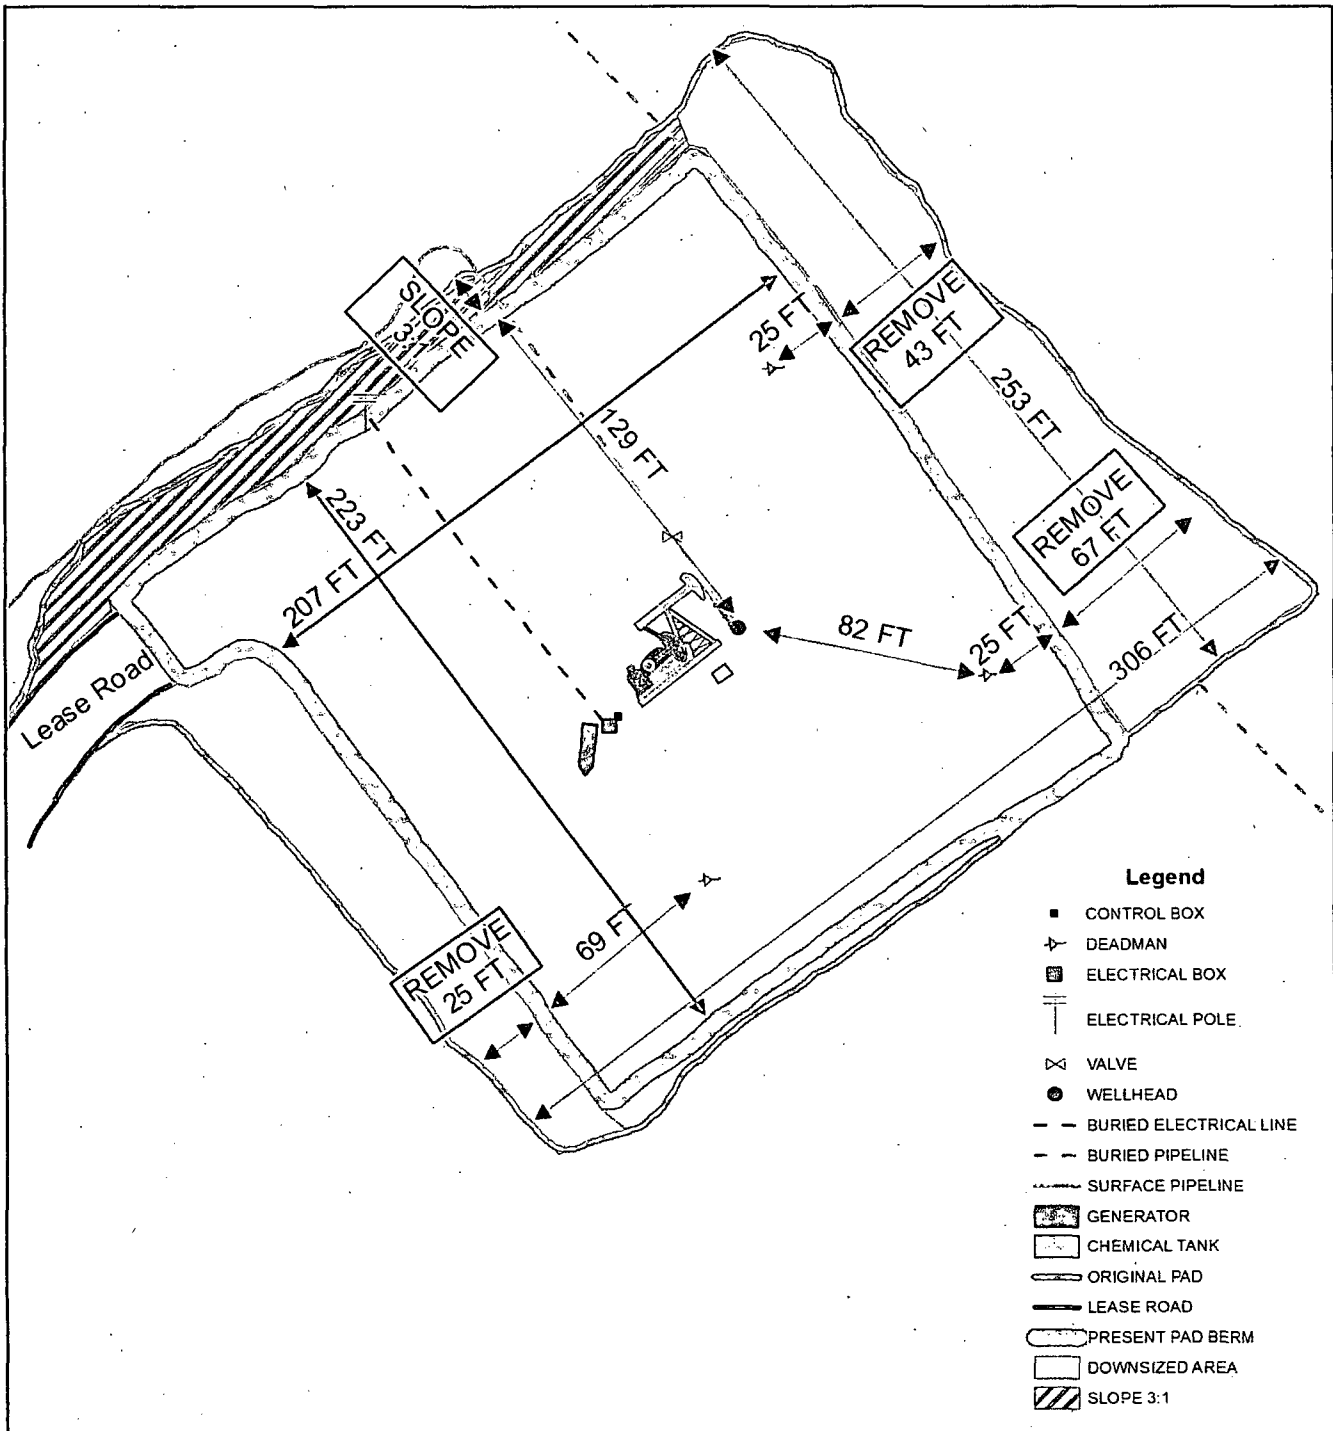 SLOPE
3:1
25 FT
REMOVE
43 FT
129 FT
253 FT
223 FT
REMOVE
67 FT
207 FT
82 FT
25 FT
306 FT
Lease Road
69 FT
REMOVE
25 FT
Legend
CONTROL BOX
DEADMAN
ELECTRICAL BOX
ELECTRICAL POLE
VALVE
WELLHEAD
BURIED ELECTRICAL LINE
BURIED PIPELINE
SURFACE PIPELINE
GENERATOR
CHEMICAL TANK
ORIGINAL PAD
LEASE ROAD
PRESENT PAD BERM
DOWNSIZED AREA
SLOPE 3:1